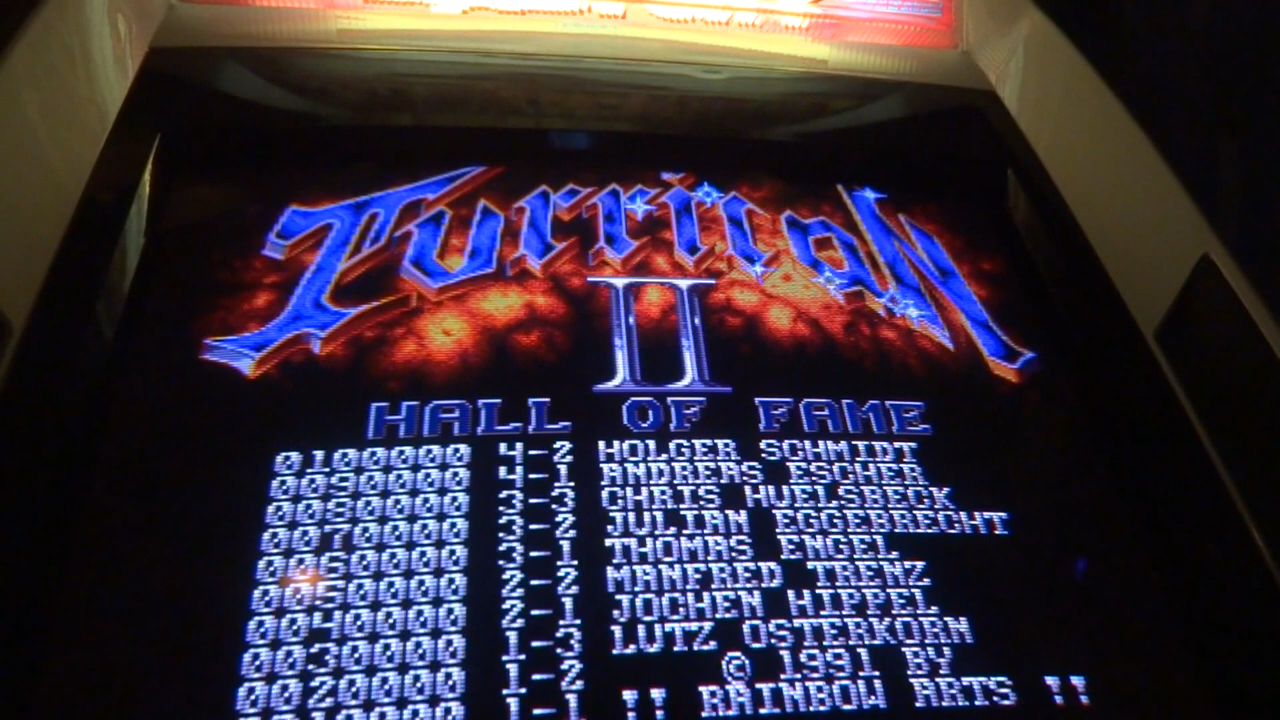 Turrican
II
HALL OF FAME
0100000 4-2 HOLGER SCHMIDT
0090000 4-1 ANDREAS ESCHER
0080000 3-3 CHRIS HUELSBECK
0070000 3-2 JULIAN EGGEBRECHT
0060000 3-1 THOMAS ENGEL
0050000 2-2 MANFRED TRENZ
0040000 2-1 JOCHEN HIPPEL
0030000 1-3 LUTZ OSTERKORN
0020000 1-2 © 1991 BY
1-1 !! RAINBOW ARTS !!